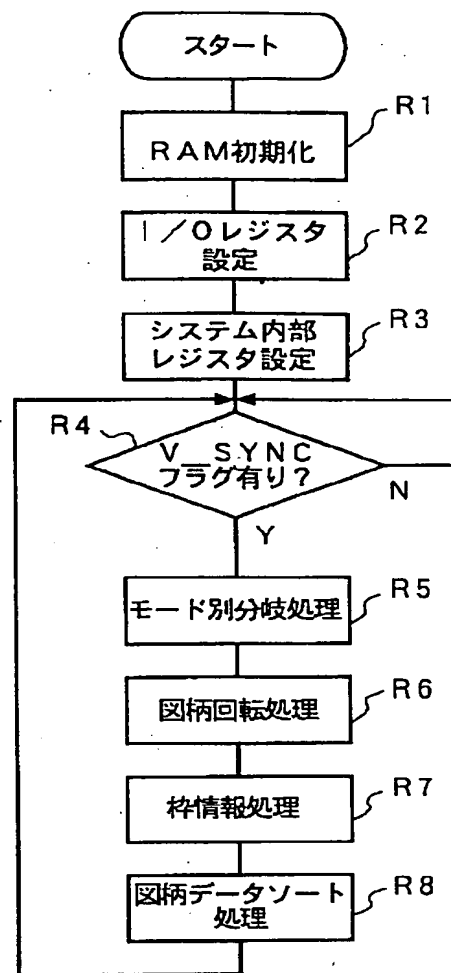 スタート
R1
RAM初期化
R2
I/Oレジスタ
設定
R3
システム内部
レジスタ設定
R4
V_SYNC
フラグ有り?
N
Y
R5
モード別分岐処理
R6
図柄回転処理
R7
枠情報処理
R8
図柄データソート
処理